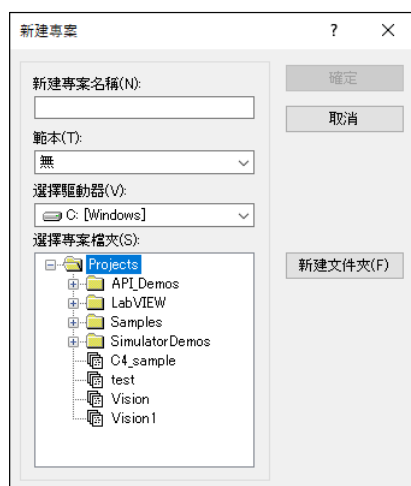 新建專案
?
確定
取消
新建專案名稱(N):
範本(T):
無
選擇驅動器(V):
C: [Windows]
選擇專案檔夾(S):
新建文件夾(F)
Projects
API_Demos
LabVIEW
Samples
SimulatorDemos
C4_sample
test
Vision
Vision1